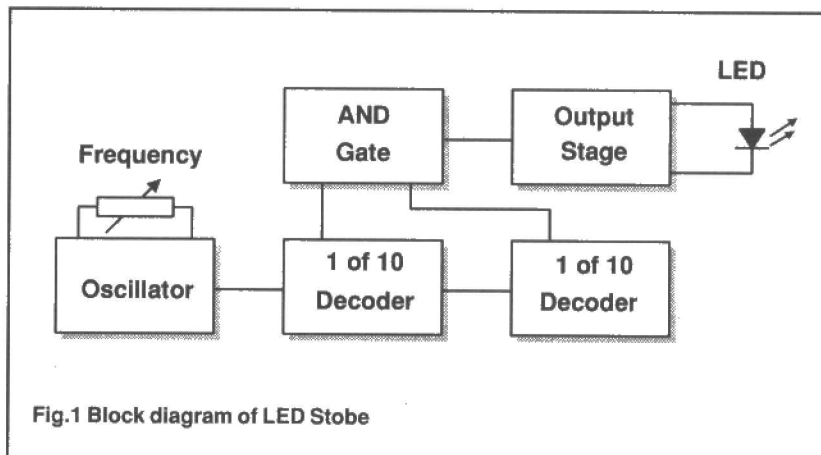 LED
AND
Gate
Output
Stage
Frequency
Oscillator
1 of 10
Decoder
1 of 10
Decoder
Fig.1 Block diagram of LED Stobe